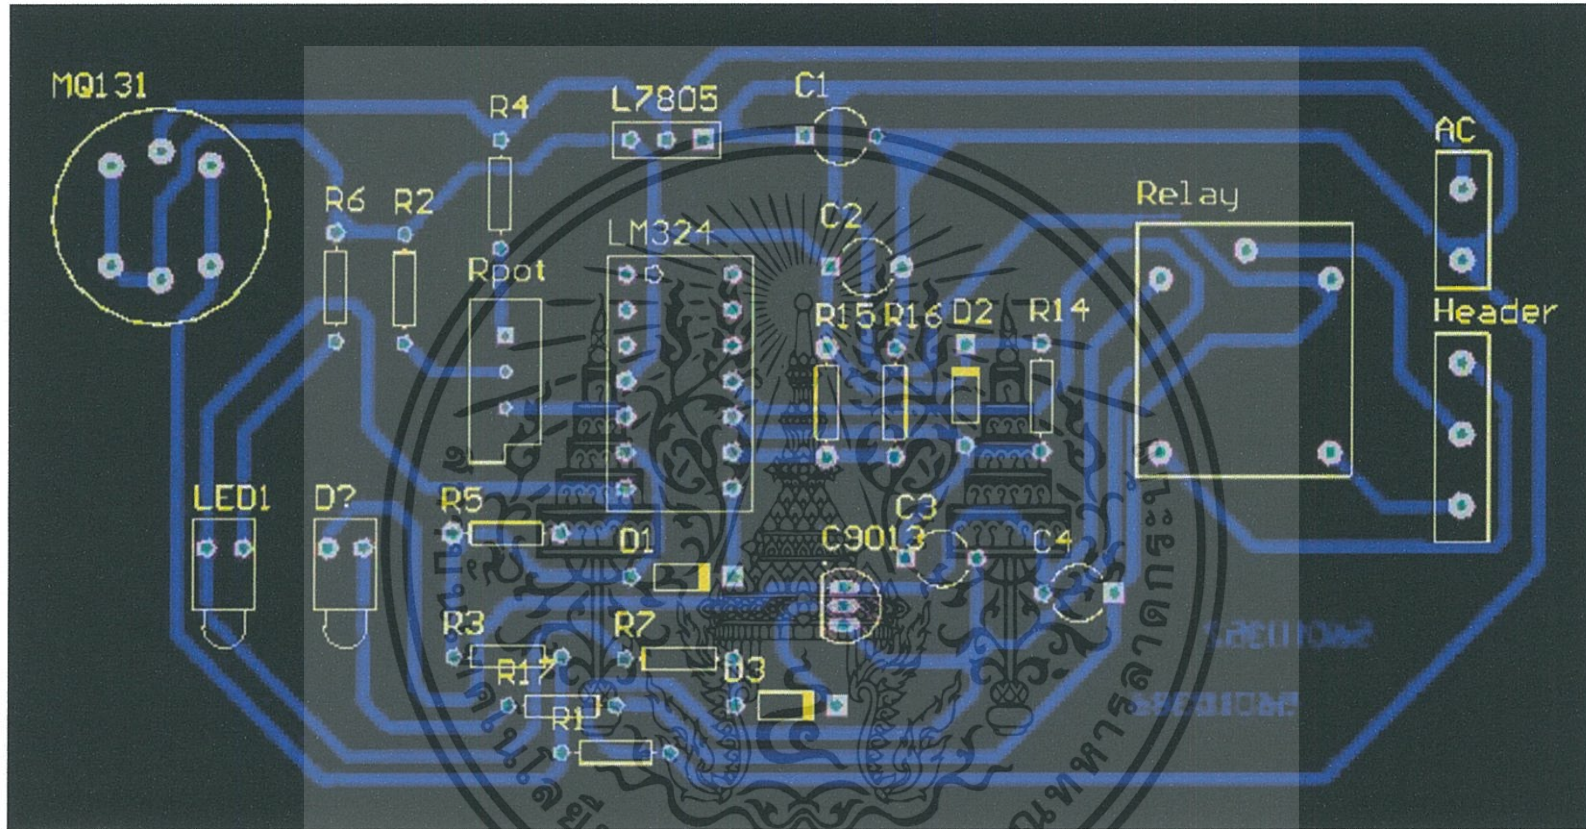 MQ131
R4
L7805
C1
AC
R6
R2
Relay
LM324
C2
Rpot
Header
R15
R16
D2
R14
LED1
D?
R5
C3
D1
C9013
C4
R3
R7
R17
D3
R1